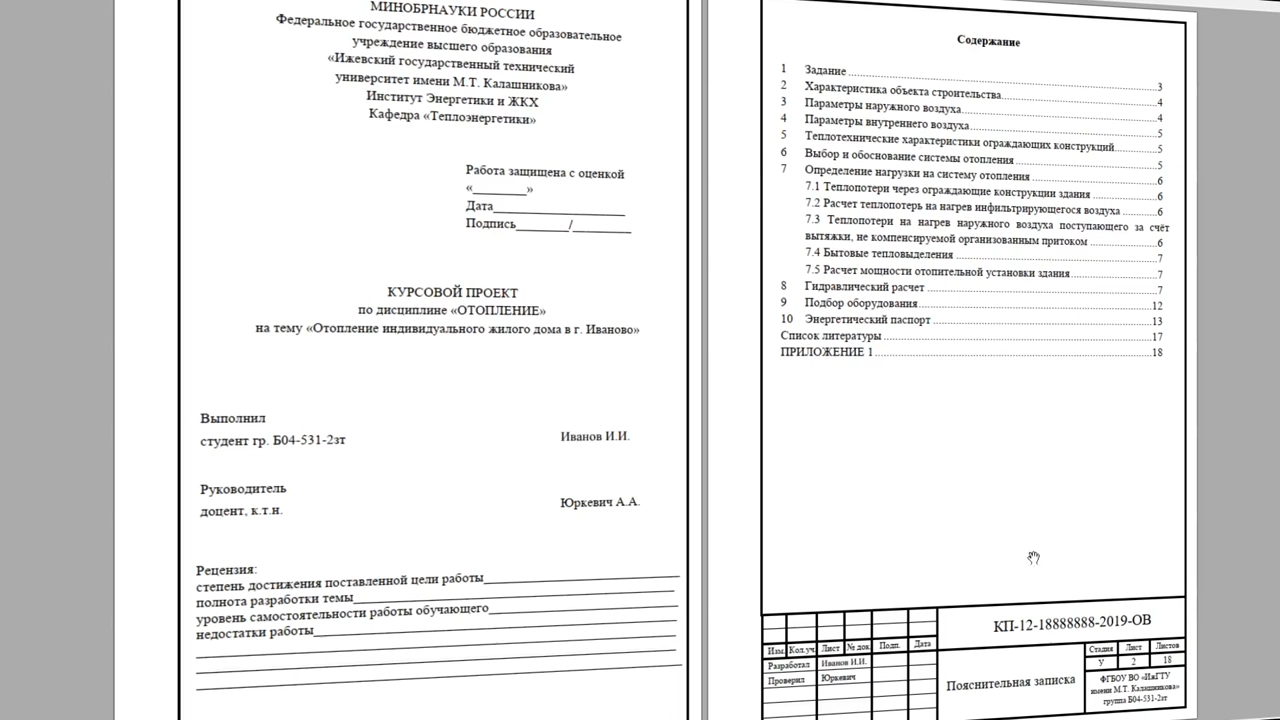 МИНОБРНАУКИ РОССИИ
Федеральное государственное бюджетное образовательное
учреждение высшего образования
«Ижевский государственный технический
университет имени М.Т. Калашникова»
Институт Энергетики и ЖКХ
Кафедра «Теплоэнергетики»
Работа защищена с оценкой
«________»
Дата____________________
Подпись________/_________
КУРСОВОЙ ПРОЕКТ
по дисциплине «ОТОПЛЕНИЕ»
на тему «Отопление индивидуального жилого дома в г. Иваново»
Выполнил
студент гр. Б04-531-2зт Иванов И.И.
Руководитель
доцент, к.т.н. Юркевич А.А.
Рецензия:
степень достижения поставленной цели работы
полнота разработки темы
уровень самостоятельности работы обучающего
недостатки работы
Содержание
1 Задание 3
2 Характеристика объекта строительства 4
3 Параметры наружного воздуха 4
4 Параметры внутреннего воздуха 5
5 Теплотехнические характеристики ограждающих конструкций 5
6 Выбор и обоснование системы отопления 5
7 Определение нагрузки на систему отопления 6
7.1 Теплопотери через ограждающие конструкции здания 6
7.2 Расчет теплопотерь на нагрев инфильтрирующегося воздуха 6
7.3 Теплопотери на нагрев наружного воздуха поступающего за счёт
вытяжки, не компенсируемой организованным притоком 6
7.4 Бытовые тепловыделения 7
7.5 Расчет мощности отопительной установки здания 7
8 Гидравлический расчет 7
9 Подбор оборудования 12
10 Энергетический паспорт 13
Список литературы 17
ПРИЛОЖЕНИЕ 1 18
КП-12-18888888-2019-ОВ
Изм. Кол.уч. Лист № док. Подп. Дата
Разработал Иванов И.И.
Проверил Юркевич
Пояснительная записка
Стадия Лист Листов
У 2 18
ФГБОУ ВО «ИжГТУ
имени М.Т. Калашникова»
группа Б04-531-2зт